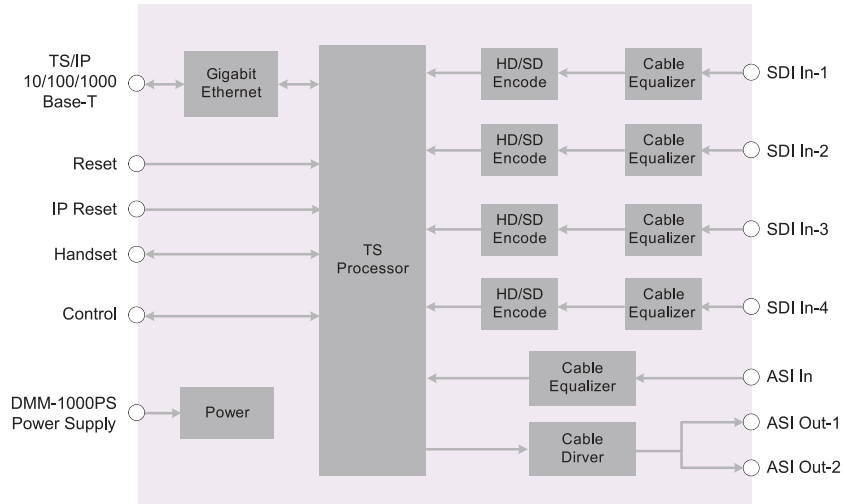 TS/IP
10/100/1000
Base-T
Gigabit
Ethernet
Reset
IP Reset
Handset
Control
DMM-1000PS
Power Supply
Power
TS
Processor
HD/SD
Encode
Cable
Equalizer
SDI In-1
HD/SD
Encode
Cable
Equalizer
SDI In-2
HD/SD
Encode
Cable
Equalizer
SDI In-3
HD/SD
Encode
Cable
Equalizer
SDI In-4
Cable
Equalizer
ASI In
Cable
Dirver
ASI Out-1
ASI Out-2